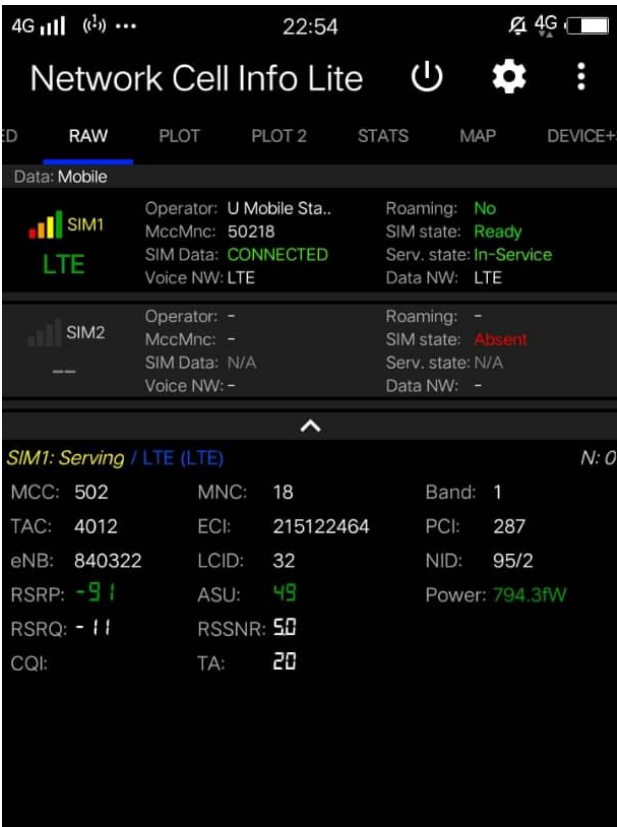 4G 22:54 4G
Network Cell Info Lite
ED RAW PLOT PLOT 2 STATS MAP DEVICE+S
Data: Mobile
SIM1
LTE
Operator: U Mobile Sta.. Roaming: No
MccMnc: 50218 SIM state: Ready
SIM Data: CONNECTED Serv. state: In-Service
Voice NW: LTE Data NW: LTE
SIM2
--
Operator: - Roaming: -
MccMnc: - SIM state: Absent
SIM Data: N/A Serv. state: N/A
Voice NW: - Data NW: -
SIM1: Serving / LTE (LTE) N: 0
MCC: 502 MNC: 18 Band: 1
TAC: 4012 ECI: 215122464 PCI: 287
eNB: 840322 LCID: 32 NID: 95/2
RSRP: -91 ASU: 49 Power: 794.3fW
RSRQ: -11 RSSNR: 5.0
CQI: TA: 20